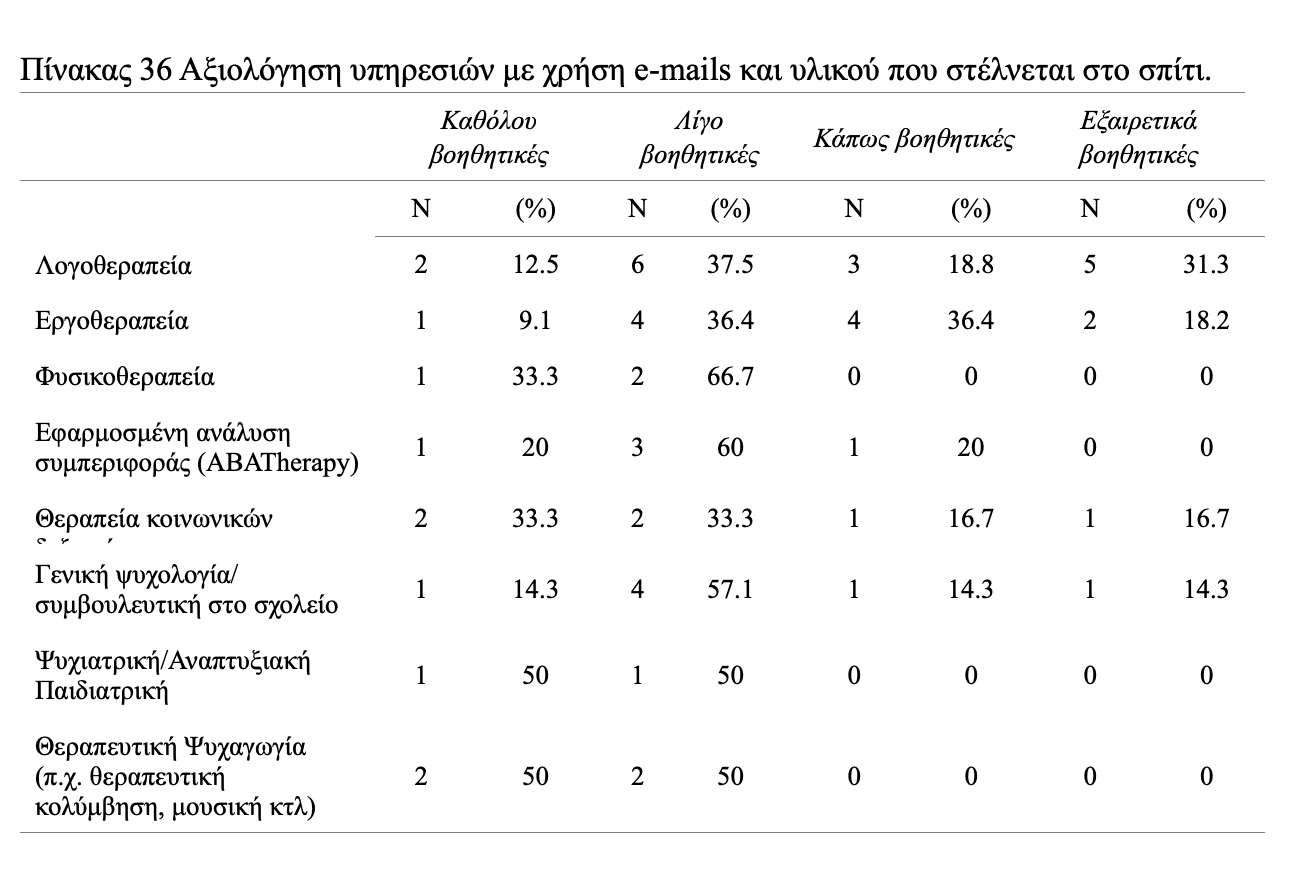 Πίνακας 36 Αξιολόγηση υπηρεσιών με χρήση e-mails και υλικού που στέλνεται στο σπίτι.
Καθόλου βοηθητικές Λίγο βοηθητικές Κάπως βοηθητικές Εξαιρετικά βοηθητικές
N (%) N (%) N (%) N (%)
Λογοθεραπεία 2 12.5 6 37.5 3 18.8 5 31.3
Εργοθεραπεία 1 9.1 4 36.4 4 36.4 2 18.2
Φυσικοθεραπεία 1 33.3 2 66.7 0 0 0 0
Εφαρμοσμένη ανάλυση
συμπεριφοράς (ABATherapy) 1 20 3 60 1 20 0 0
Θεραπεία κοινωνικών 2 33.3 2 33.3 1 16.7 1 16.7
Γενική ψυχολογία/
συμβουλευτική στο σχολείο 1 14.3 4 57.1 1 14.3 1 14.3
Ψυχιατρική/Αναπτυξιακή
Παιδιατρική 1 50 1 50 0 0 0 0
Θεραπευτική Ψυχαγωγία
(π.χ. θεραπευτική 2 50 2 50 0 0 0 0
κολύμβηση, μουσική κτλ)